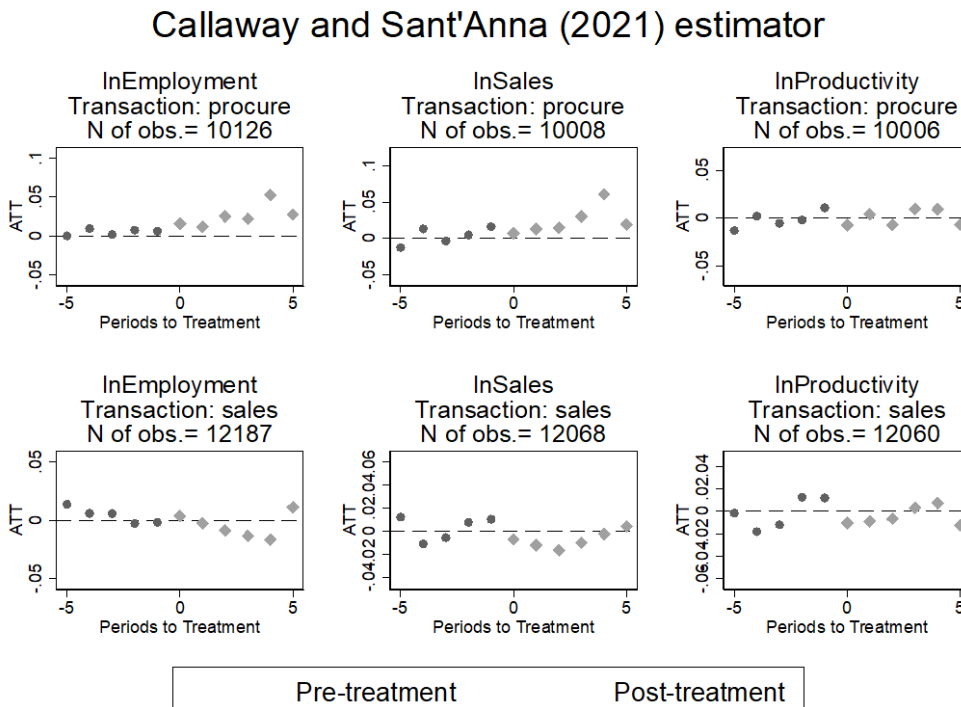 Callaway and Sant'Anna (2021) estimator
lnEmployment
Transaction: procure
N of obs.= 10126
ATT
.1
.05
0
-.05
-5 0 5
Periods to Treatment
lnSales
Transaction: procure
N of obs.= 10008
ATT
.1
.05
0
-.05
-5 0 5
Periods to Treatment
lnProductivity
Transaction: procure
N of obs.= 10006
ATT
.05
0
-.05
-5 0 5
Periods to Treatment
lnEmployment
Transaction: sales
N of obs.= 12187
ATT
.05
0
-.05
-5 0 5
Periods to Treatment
lnSales
Transaction: sales
N of obs.= 12068
ATT
-.04-.02 0 .02.04.06
-5 0 5
Periods to Treatment
lnProductivity
Transaction: sales
N of obs.= 12060
ATT
-.06-.04-.02 0 .02.04
-5 0 5
Periods to Treatment
Pre-treatment Post-treatment